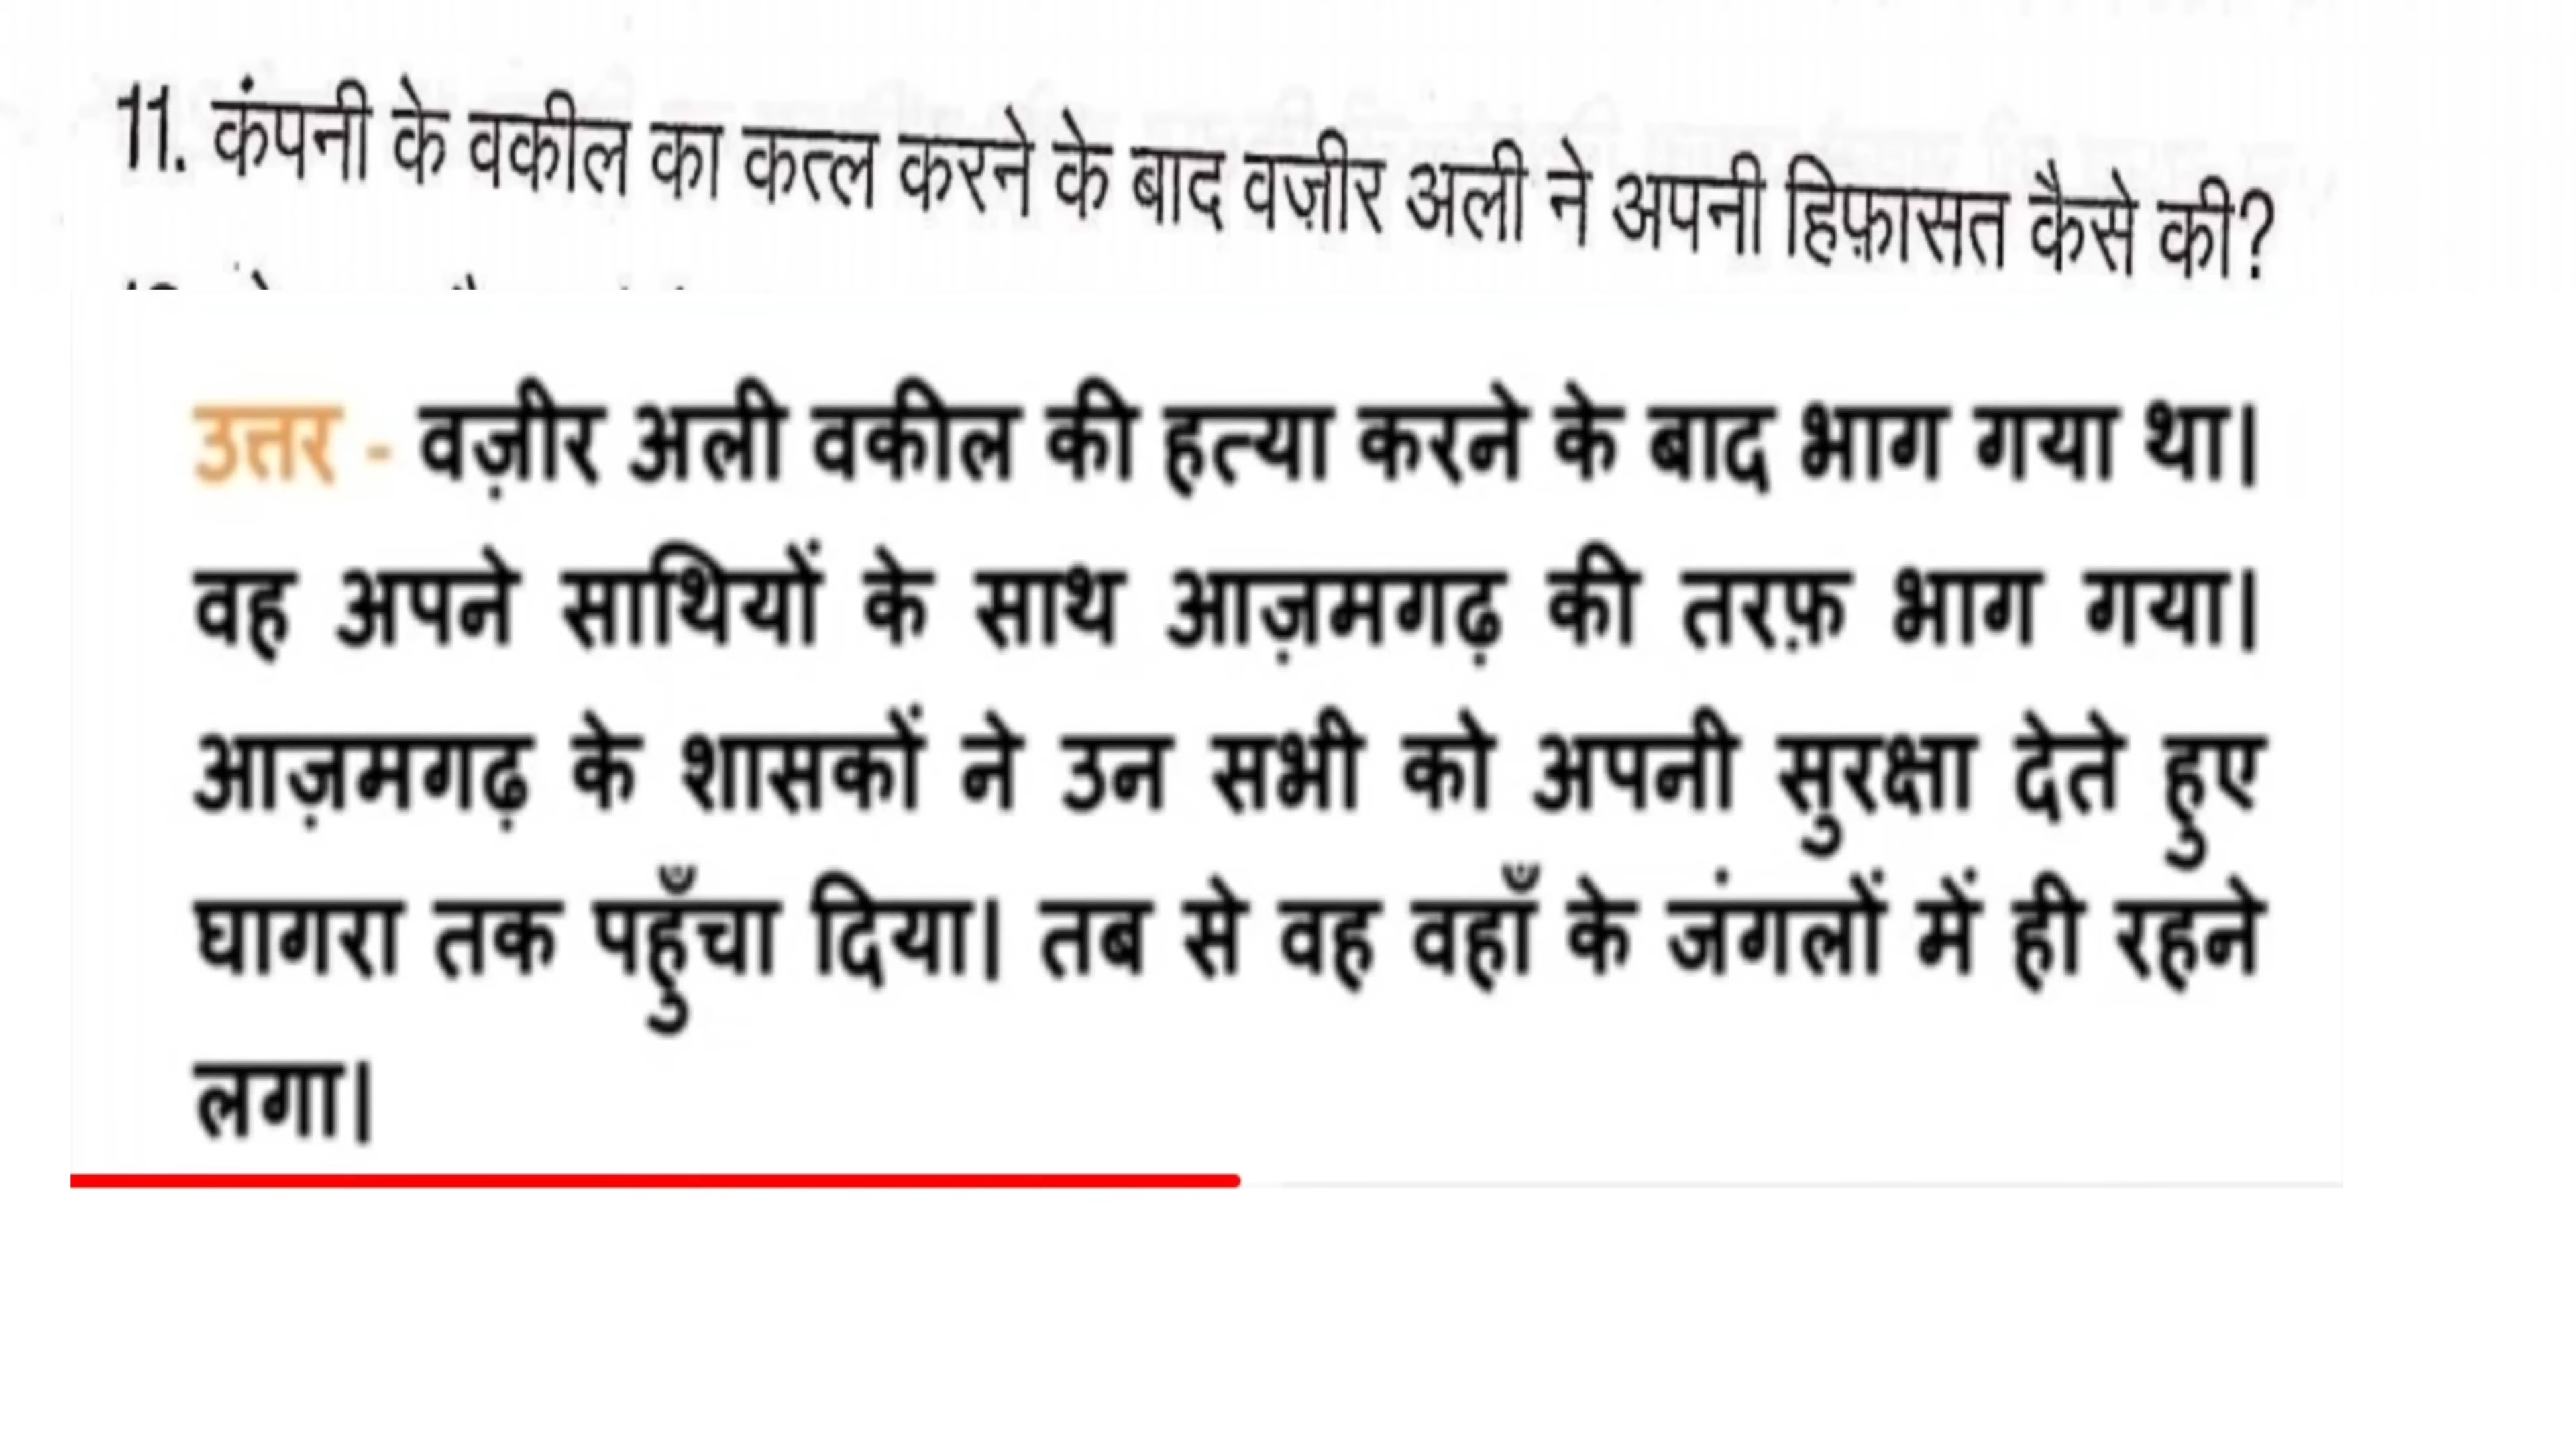 11. कंपनी के वकील का कत्ल करने के बाद वज़ीर अली ने अपनी हिफ़ासत कैसे की?
उत्तर - वज़ीर अली वकील की हत्या करने के बाद भाग गया था।
वह अपने साथियों के साथ आज़मगढ़ की तरफ़ भाग गया।
आज़मगढ़ के शासकों ने उन सभी को अपनी सुरक्षा देते हुए
घागरा तक पहुँचा दिया। तब से वह वहाँ के जंगलों में ही रहने
लगा।